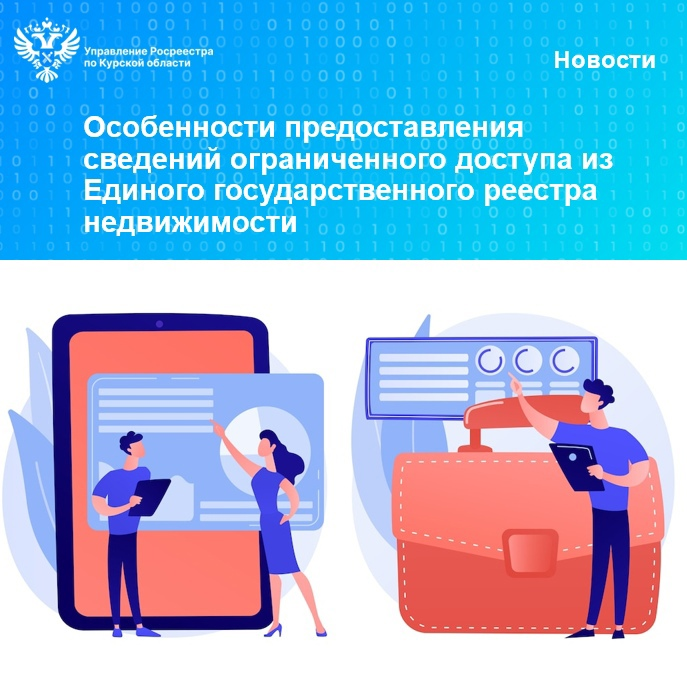 Управление Росреестра
по Курской области
Новости
Особенности предоставления
сведений ограниченного доступа из
Единого государственного реестра
недвижимости